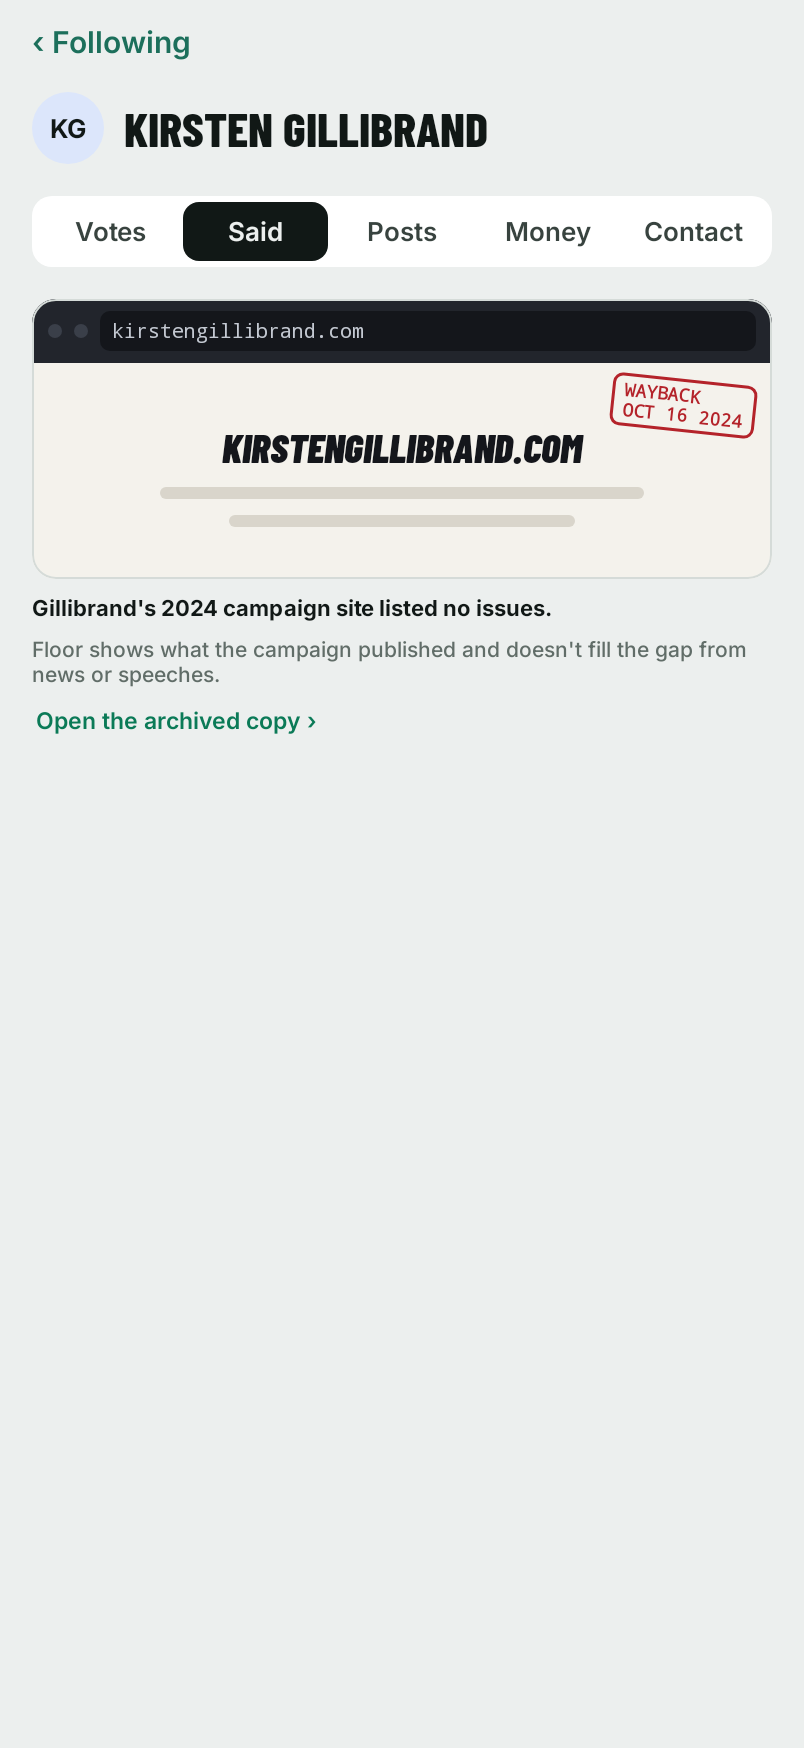 ‹ Following
KG
KIRSTEN GILLIBRAND
Votes Said Posts Money Contact
kirstengillibrand.com
WAYBACK
OCT 16 2024
KIRSTENGILLIBRAND.COM
Gillibrand's 2024 campaign site listed no issues.
Floor shows what the campaign published and doesn't fill the gap from
news or speeches.
Open the archived copy ›